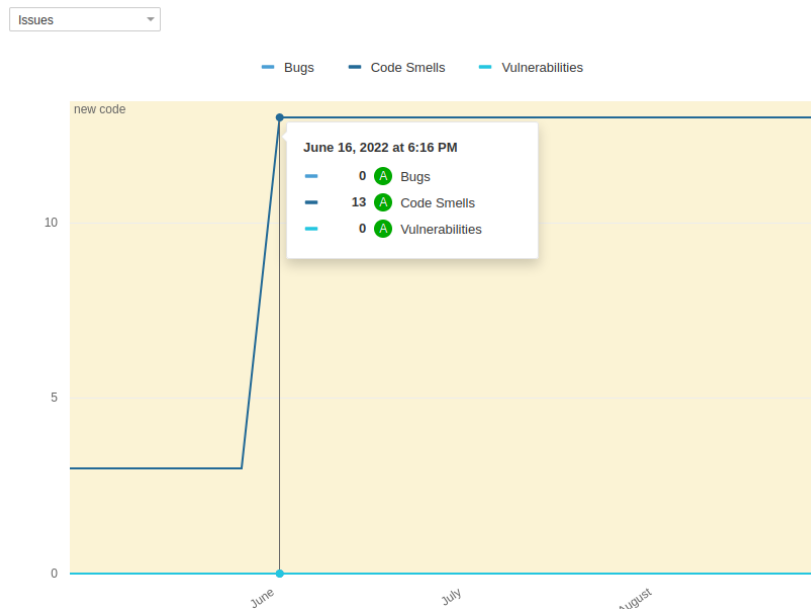 Issues
Bugs Code Smells Vulnerabilities
new code
June 16, 2022 at 6:16 PM
0 A Bugs
13 A Code Smells
0 A Vulnerabilities
10
5
0
June July August